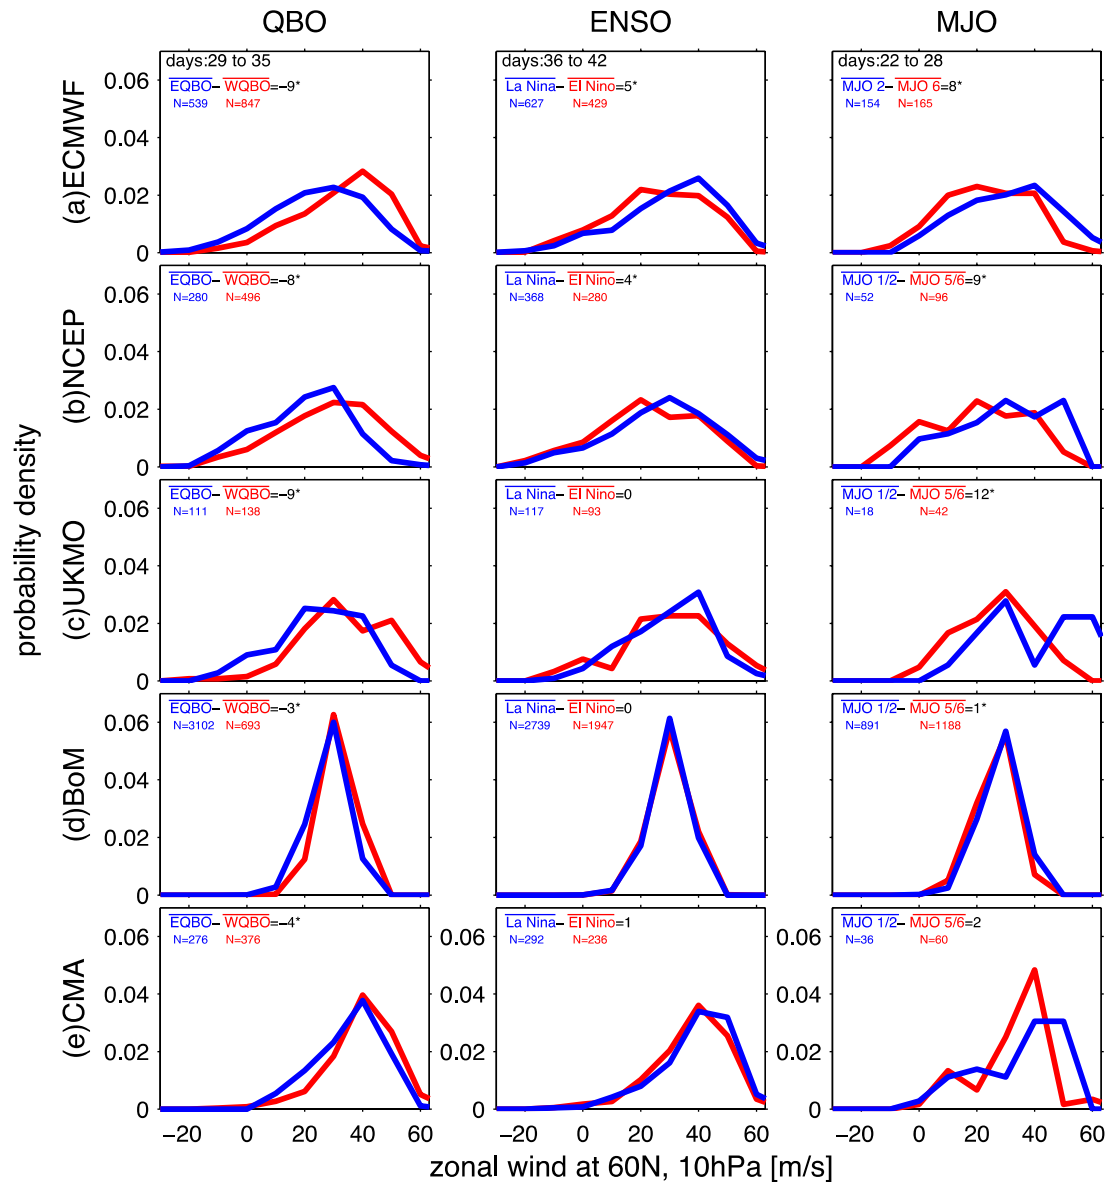 QBO ENSO MJO
days:29 to 35 days:36 to 42 days:22 to 28
EQBO– WQBO=–9* La Nina– El Nino=5* MJO 2– MJO 6=8*
N=539 N=847 N=627 N=429 N=154 N=165
0.06
0.04
0.02
0
(a)ECMWF
EQBO– WQBO=–8* La Nina– El Nino=4* MJO 1/2– MJO 5/6=9*
N=280 N=496 N=368 N=280 N=52 N=96
0.06
0.04
0.02
0
(b)NCEP
EQBO– WQBO=–9* La Nina– El Nino=0 MJO 1/2– MJO 5/6=12*
N=111 N=138 N=117 N=93 N=18 N=42
0.06
0.04
0.02
0
(c)UKMO
probability density
EQBO– WQBO=–3* La Nina– El Nino=0 MJO 1/2– MJO 5/6=1*
N=3102 N=693 N=2739 N=1947 N=891 N=1188
0.06
0.04
0.02
0
(d)BoM
EQBO– WQBO=–4* La Nina– El Nino=1 MJO 1/2– MJO 5/6=2
N=276 N=376 N=292 N=236 N=36 N=60
0.06 0.06 0.06
0.04 0.04 0.04
0.02 0.02 0.02
0 0 0
(e)CMA
–20 0 20 40 60 –20 0 20 40 60 –20 0 20 40 60
zonal wind at 60N, 10hPa [m/s]